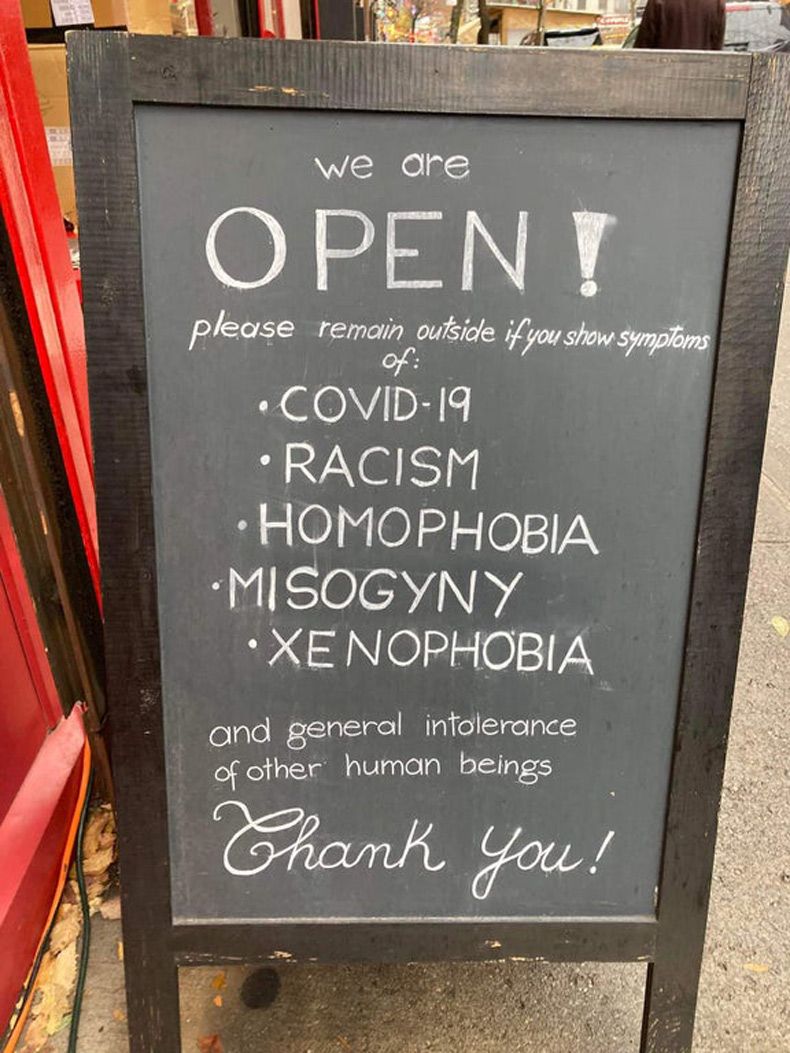 we are
OPEN!
please remain outside if you show symptoms
of:
·COVID-19
·RACISM
·HOMOPHOBIA
·MISOGYNY
·XENOPHOBIA
and general intolerance
of other human beings
Thank you!